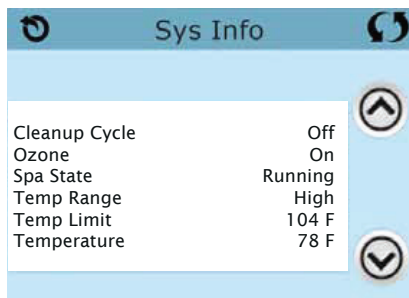 Sys Info
Cleanup Cycle Off
Ozone On
Spa State Running
Temp Range High
Temp Limit 104 F
Temperature 78 F